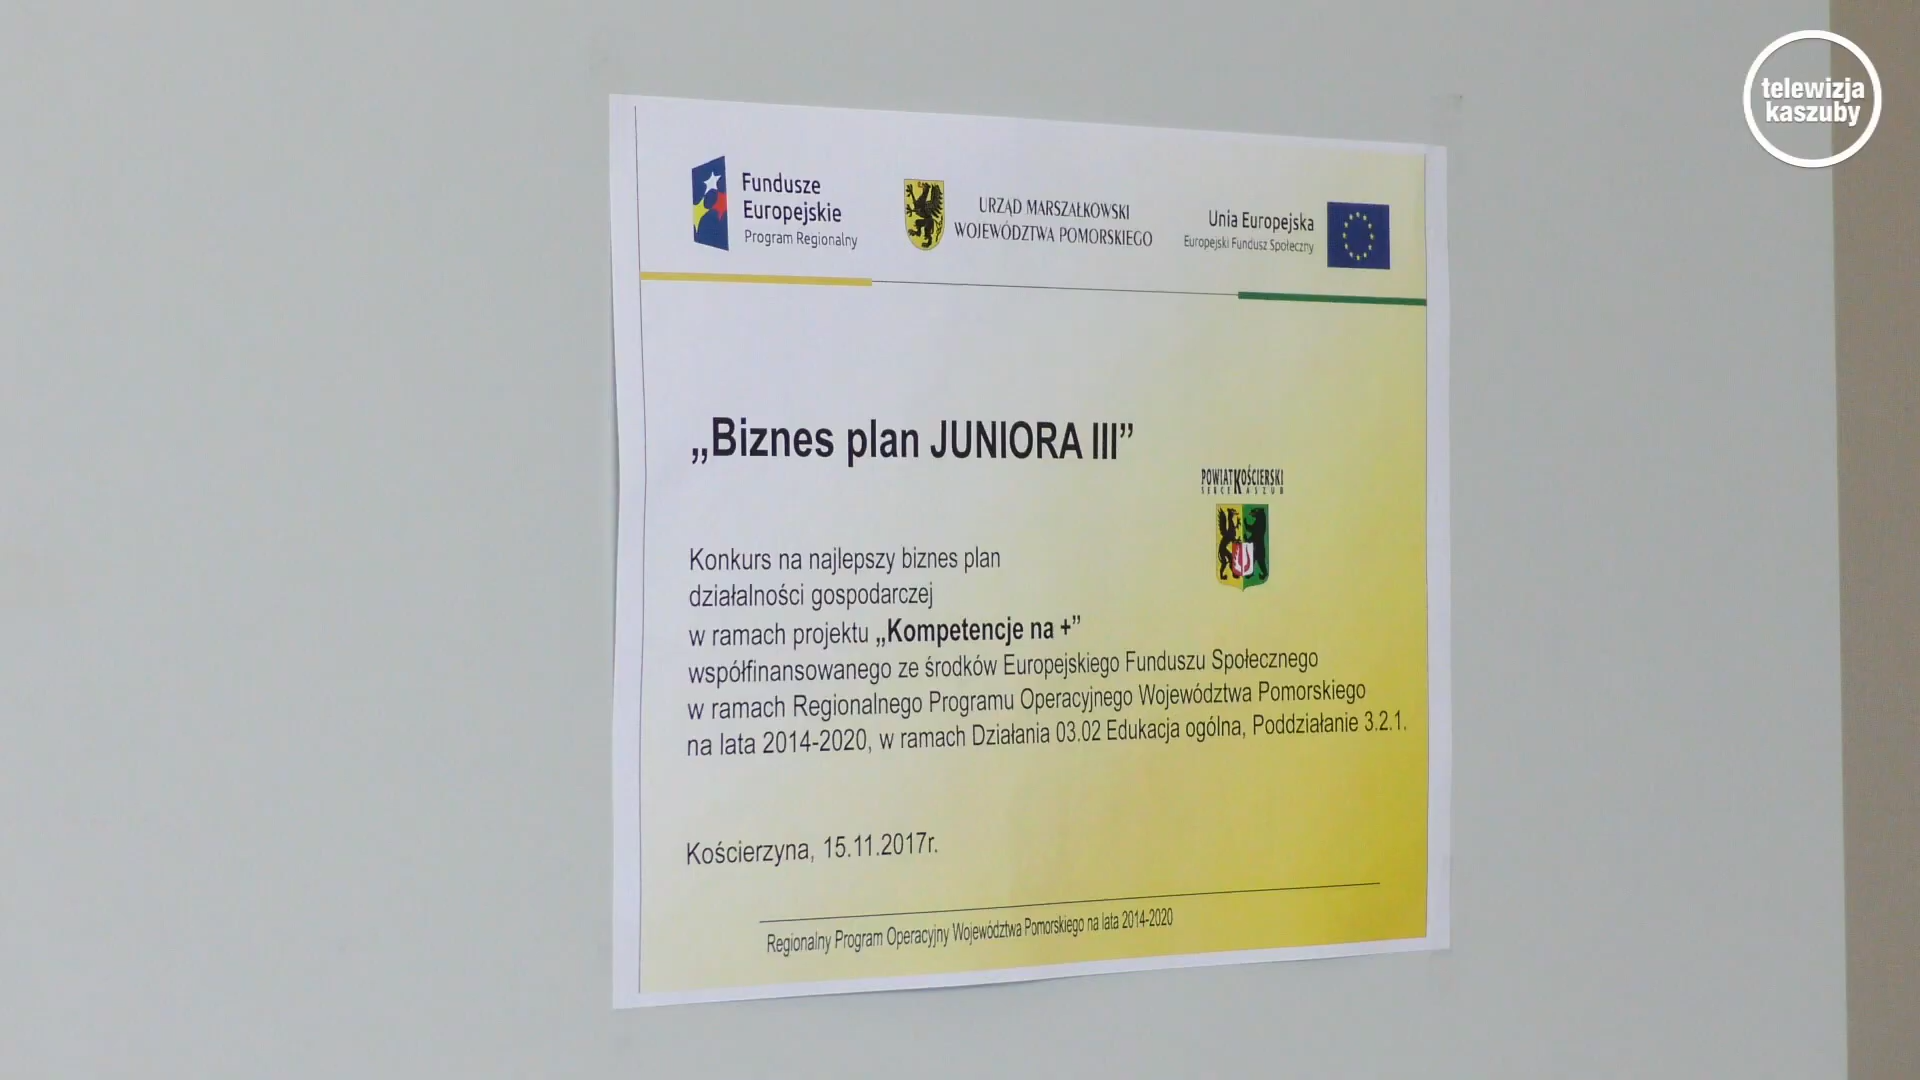 telewizja
kaszuby
Fundusze
Europejskie
Program Regionalny
URZĄD MARSZAŁKOWSKI
WOJEWÓDZTWA POMORSKIEGO
Unia Europejska
Europejski Fundusz Społeczny
„Biznes plan JUNIORA III”
POWIAT KOŚCIERSKI
SERCE KASZUB
Konkurs na najlepszy biznes plan
działalności gospodarczej
w ramach projektu „Kompetencje na +”
współfinansowanego ze środków Europejskiego Funduszu Społecznego
w ramach Regionalnego Programu Operacyjnego Województwa Pomorskiego
na lata 2014-2020, w ramach Działania 03.02 Edukacja ogólna, Poddziałanie 3.2.1.
Kościerzyna, 15.11.2017r.
Regionalny Program Operacyjny Województwa Pomorskiego na lata 2014-2020